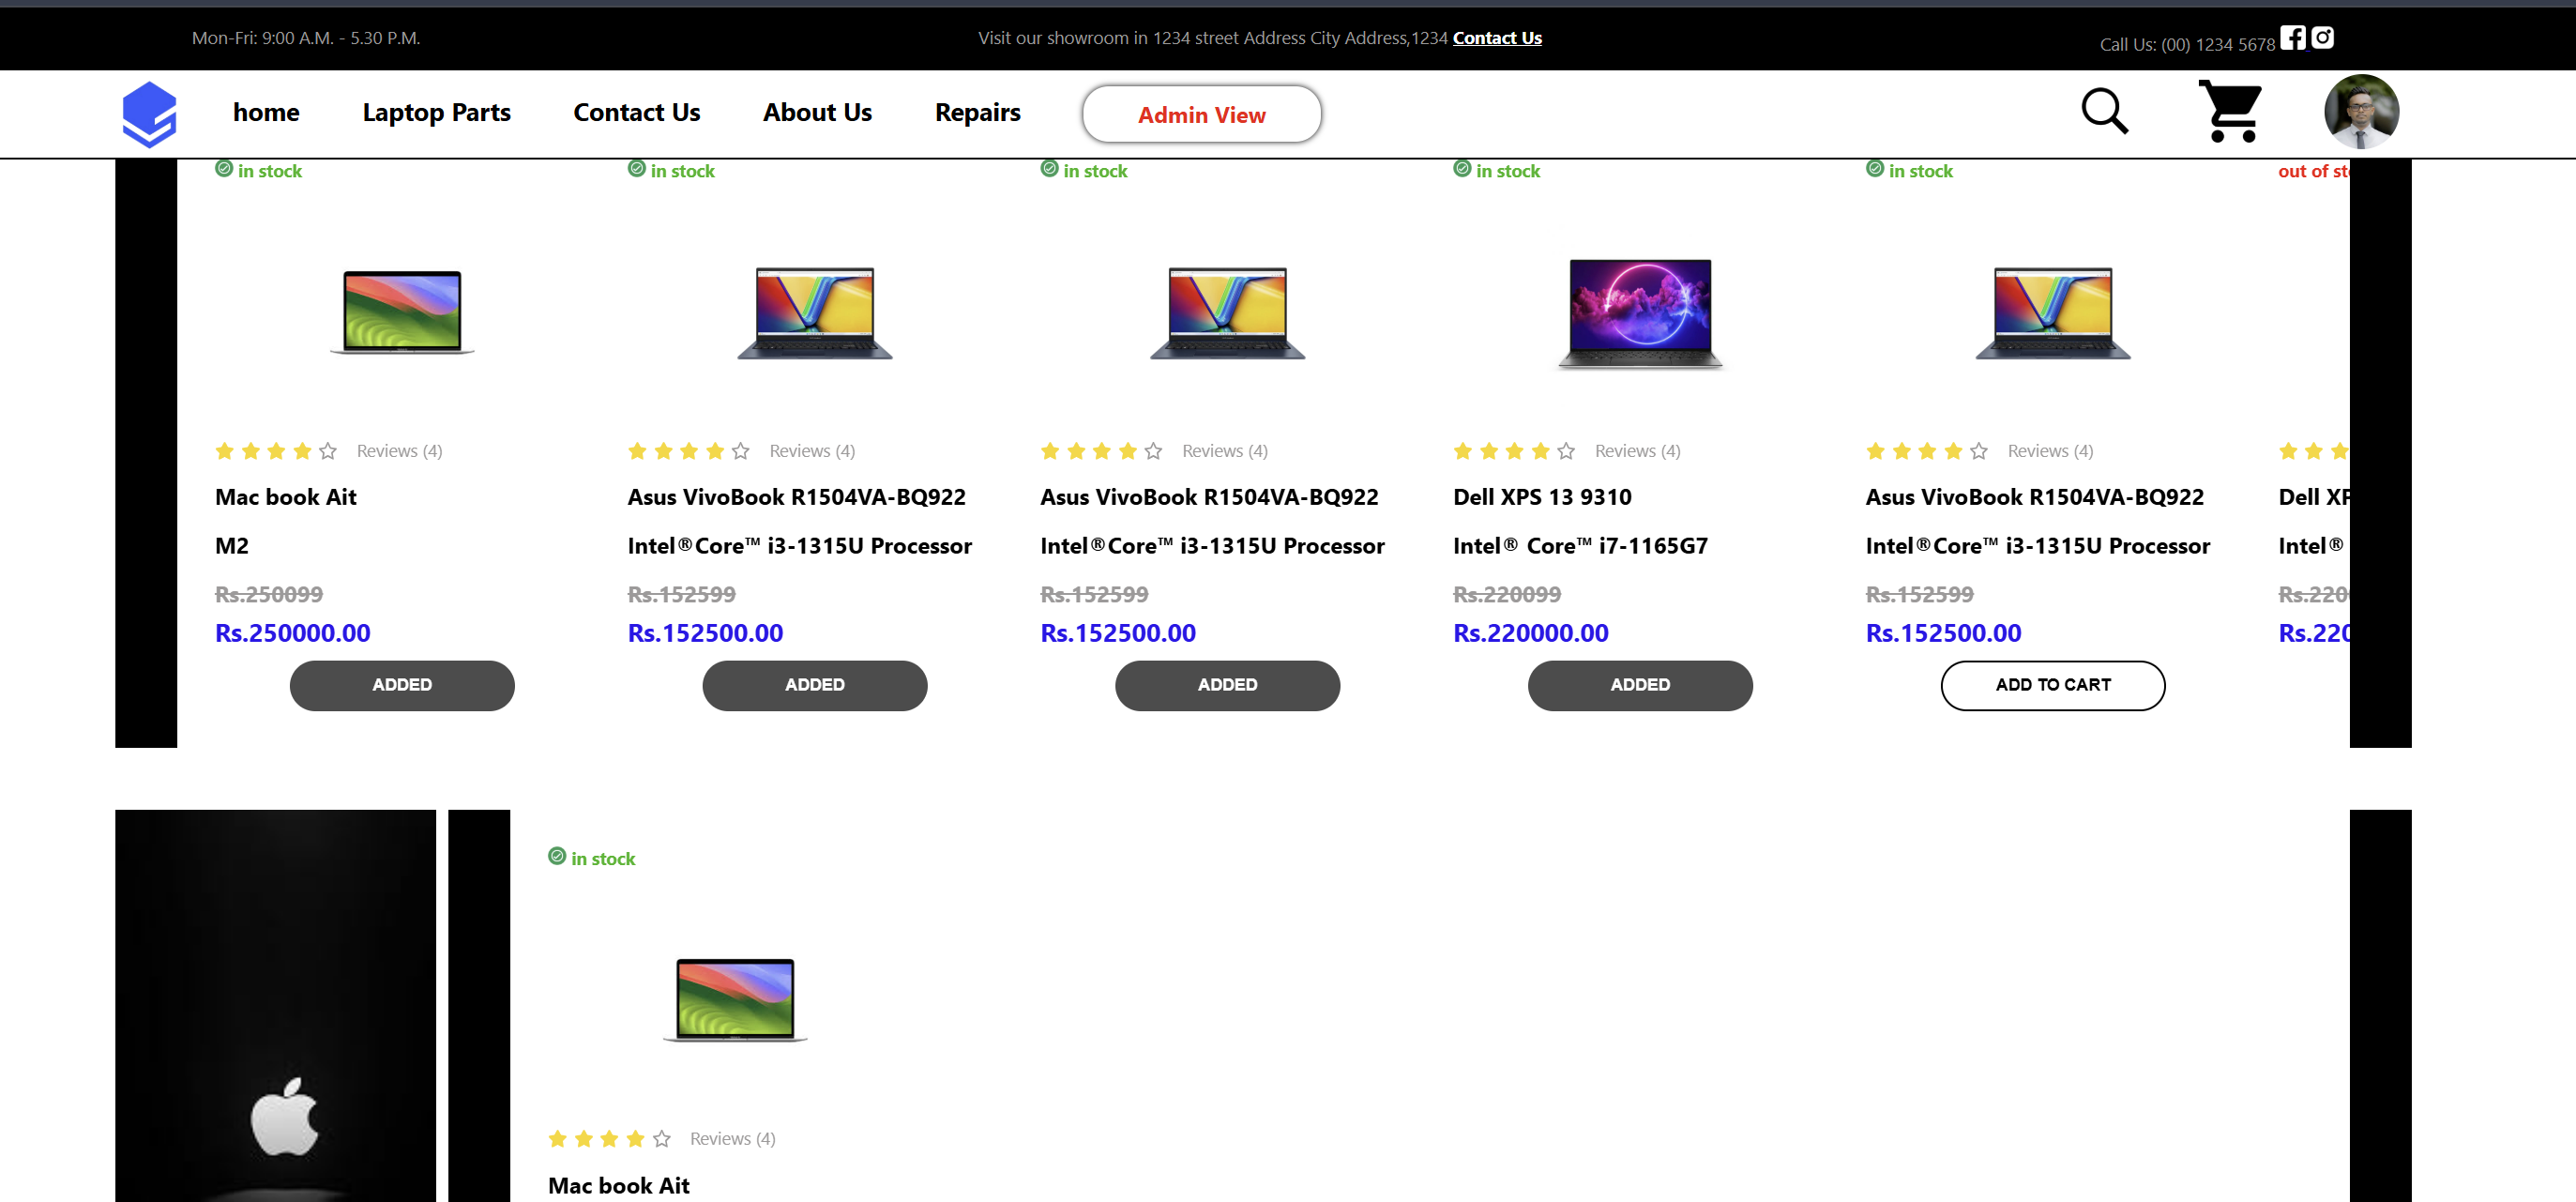 Mon-Fri: 9:00 A.M. - 5.30 P.M.
Visit our showroom in 1234 street Address City Address,1234 Contact Us
Call Us: (00) 1234 5678
home Laptop Parts Contact Us About Us Repairs Admin View
in stock in stock in stock in stock in stock out of st
Reviews (4) Reviews (4) Reviews (4) Reviews (4) Reviews (4)
Mac book Ait Asus VivoBook R1504VA-BQ922 Asus VivoBook R1504VA-BQ922 Dell XPS 13 9310 Asus VivoBook R1504VA-BQ922 Dell XP
M2 Intel®Core™ i3-1315U Processor Intel®Core™ i3-1315U Processor Intel® Core™ i7-1165G7 Intel®Core™ i3-1315U Processor Intel®
Rs.250099 Rs.152599 Rs.152599 Rs.220099 Rs.152599 Rs.220
Rs.250000.00 Rs.152500.00 Rs.152500.00 Rs.220000.00 Rs.152500.00 Rs.220
ADDED ADDED ADDED ADDED ADD TO CART
in stock
Reviews (4)
Mac book Ait